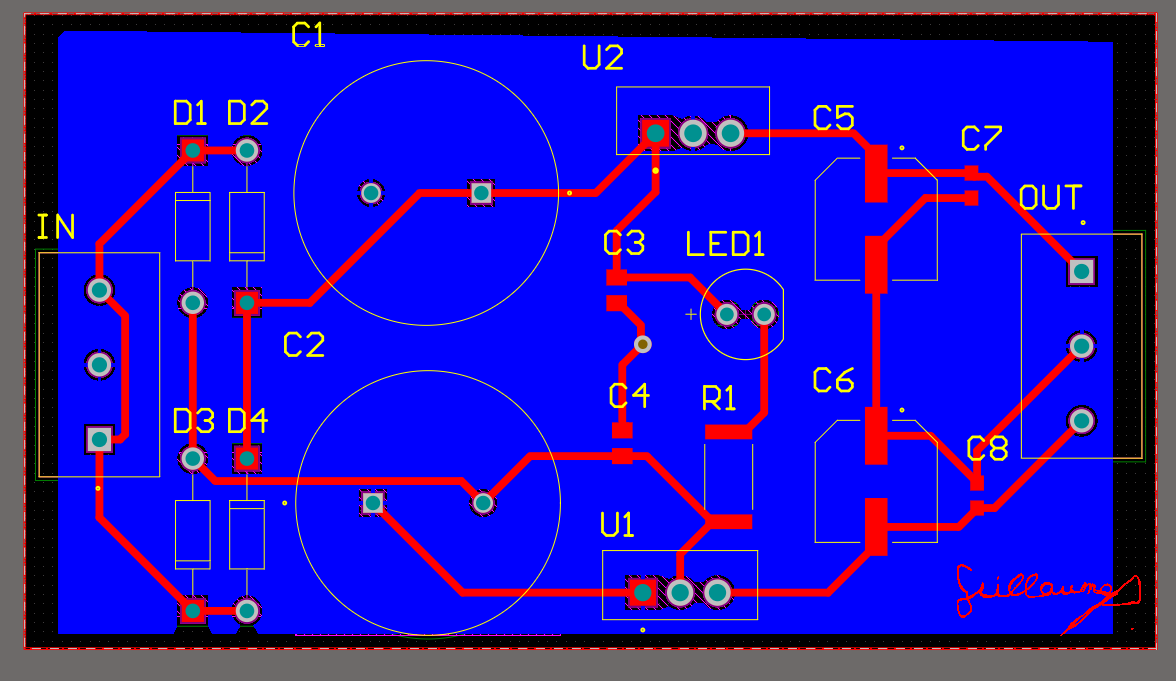 C1
U2
D1 D2
C5
C7
IN
OUT
C3
LED1
C2
C6
C4
R1
D3 D4
C8
U1
Guillaume